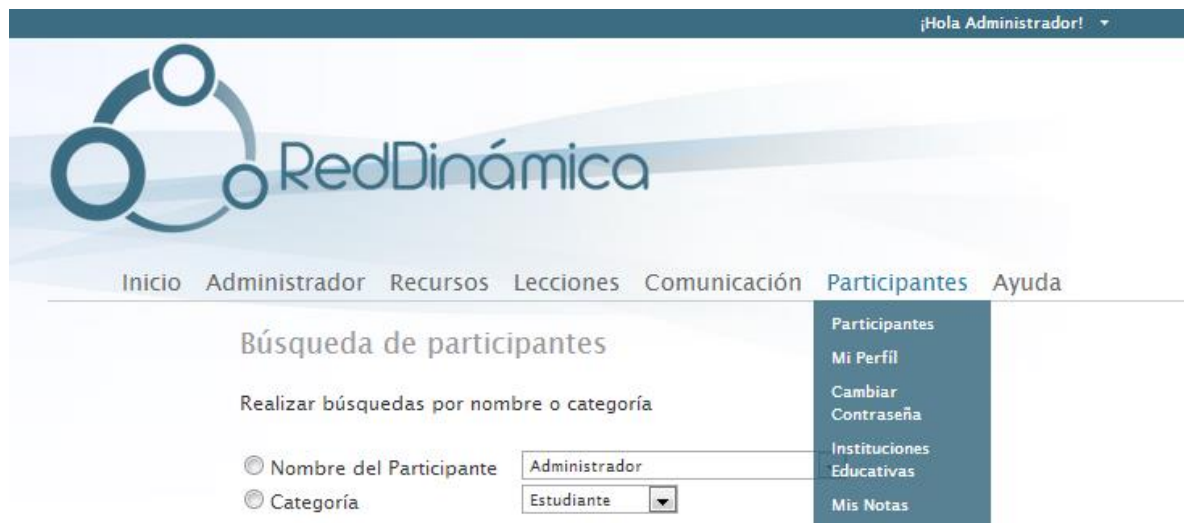 ¡Hola Administrador!
RedDinámica
Inicio Administrador Recursos Lecciones Comunicación Participantes Ayuda
Búsqueda de participantes
Realizar búsquedas por nombre o categoría
Nombre del Participante Administrador
Categoría Estudiante
Participantes
Mi Perfíl
Cambiar
Contraseña
Instituciones
Educativas
Mis Notas